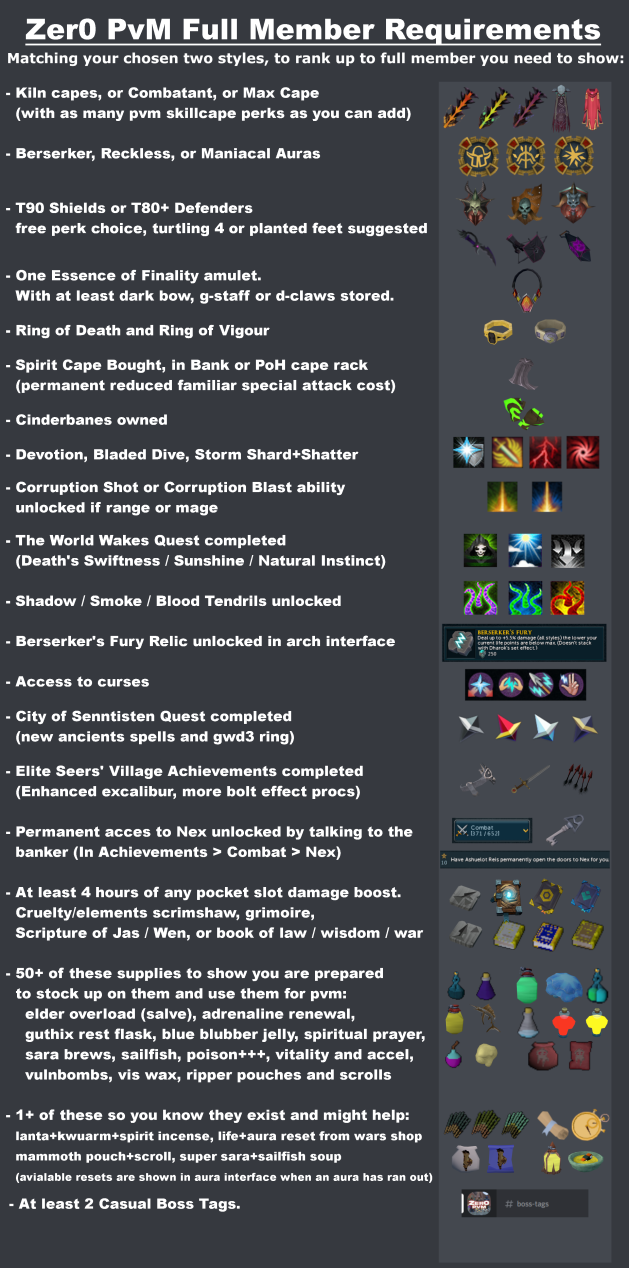 Zer0 PvM Full Member Requirements
Matching your chosen two styles, to rank up to full member you need to show:
- Kiln capes, or Combatant, or Max Cape
(with as many pvm skillcape perks as you can add)
- Berserker, Reckless, or Maniacal Auras
- T90 Shields or T80+ Defenders
free perk choice, turtling 4 or planted feet suggested
- One Essence of Finality amulet.
With at least dark bow, g-staff or d-claws stored.
- Ring of Death and Ring of Vigour
- Spirit Cape Bought, in Bank or PoH cape rack
(permanent reduced familiar special attack cost)
- Cinderbanes owned
- Devotion, Bladed Dive, Storm Shard+Shatter
- Corruption Shot or Corruption Blast ability
unlocked if range or mage
- The World Wakes Quest completed
(Death's Swiftness / Sunshine / Natural Instinct)
- Shadow / Smoke / Blood Tendrils unlocked
BERSERKER'S FURY
Deal up to +5.5% damage (all styles) the lower your
current life points are below max. (Doesn't stack
with Dharok's set effect.)
250
- Berserker's Fury Relic unlocked in arch interface
- Access to curses
- City of Senntisten Quest completed
(new ancients spells and gwd3 ring)
- Elite Seers' Village Achievements completed
(Enhanced excalibur, more bolt effect procs)
- Permanent acces to Nex unlocked by talking to the
banker (In Achievements > Combat > Nex)
Combat
[371 / 652]
10 Have Ashuelot Reis permanently open the doors to Nex for you
- At least 4 hours of any pocket slot damage boost.
Cruelty/elements scrimshaw, grimoire,
Scripture of Jas / Wen, or book of law / wisdom / war
- 50+ of these supplies to show you are prepared
to stock up on them and use them for pvm:
elder overload (salve), adrenaline renewal,
guthix rest flask, blue blubber jelly, spiritual prayer,
sara brews, sailfish, poison+++, vitality and accel,
vulnbombs, vis wax, ripper pouches and scrolls
- 1+ of these so you know they exist and might help:
lanta+kwuarm+spirit incense, life+aura reset from wars shop
mammoth pouch+scroll, super sara+sailfish soup
(avialable resets are shown in aura interface when an aura has ran out)
- At least 2 Casual Boss Tags.
ZER0
PVM
# boss-tags